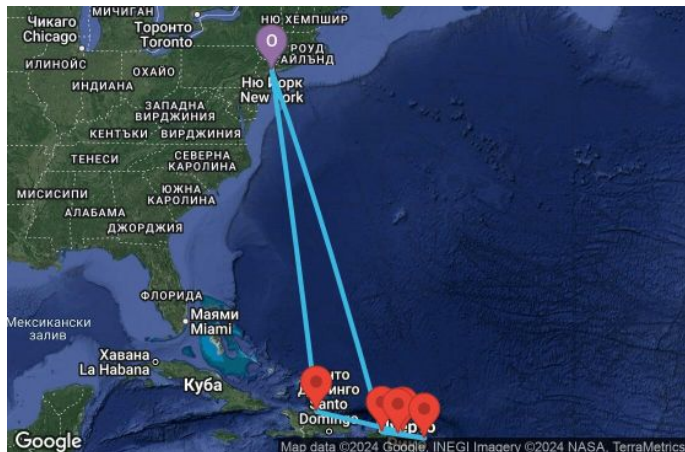 МИЧИГАН
Чикаго
Chicago
Торонто
Toronto
НЮ ХЕМПШИР
O
РОУД
АЙЛЪНД
ИЛИНОЙС
ОХАЙО
ИНДИАНА
Ню Йорк
New York
ЗАПАДНА
ВИРДЖИНИЯ
КЕНТЪКИ
ВИРДЖИНИЯ
ТЕНЕСИ
СЕВЕРНА
КАРОЛИНА
МИСИСИПИ
ЮЖНА
КАРОЛИНА
АЛАБАМА
ДЖОРДЖИЯ
ФЛОРИДА
Мексикански
залив
Маями
Miami
Хавана
La Habana
Куба
Santo
Domingo
Google
Map data ©2024 Google, INEGI Imagery ©2024 NASA, TerraMetrics